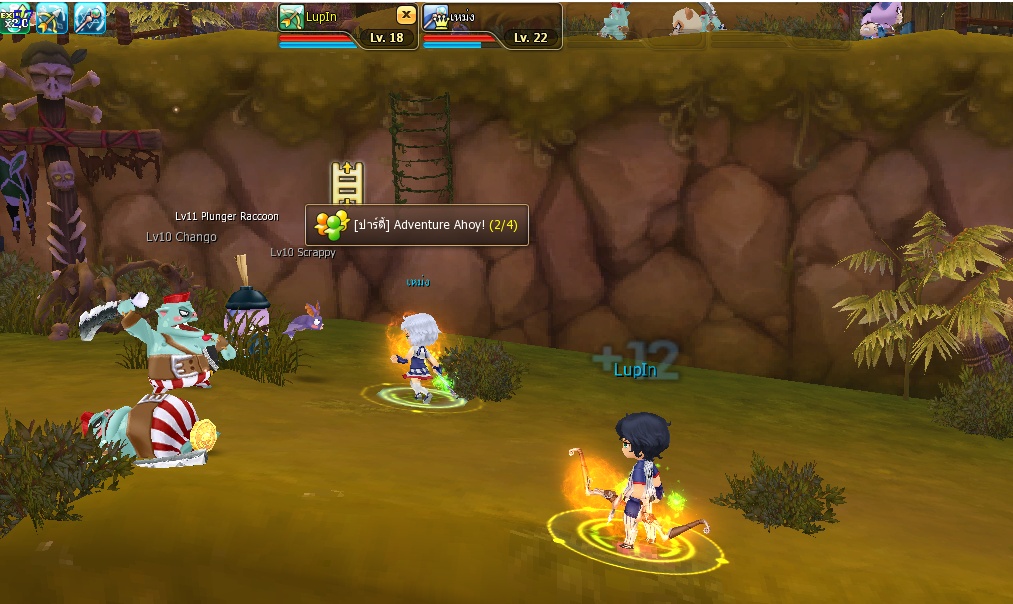 EXP
x2.0
LupIn
Lv. 18
เหม่ง
Lv. 22
Lv11 Plunger Raccoon
Lv10 Chango
Lv10 Scrappy
[ปาร์ตี้] Adventure Ahoy! (2/4)
เหม่ง
+12
LupIn